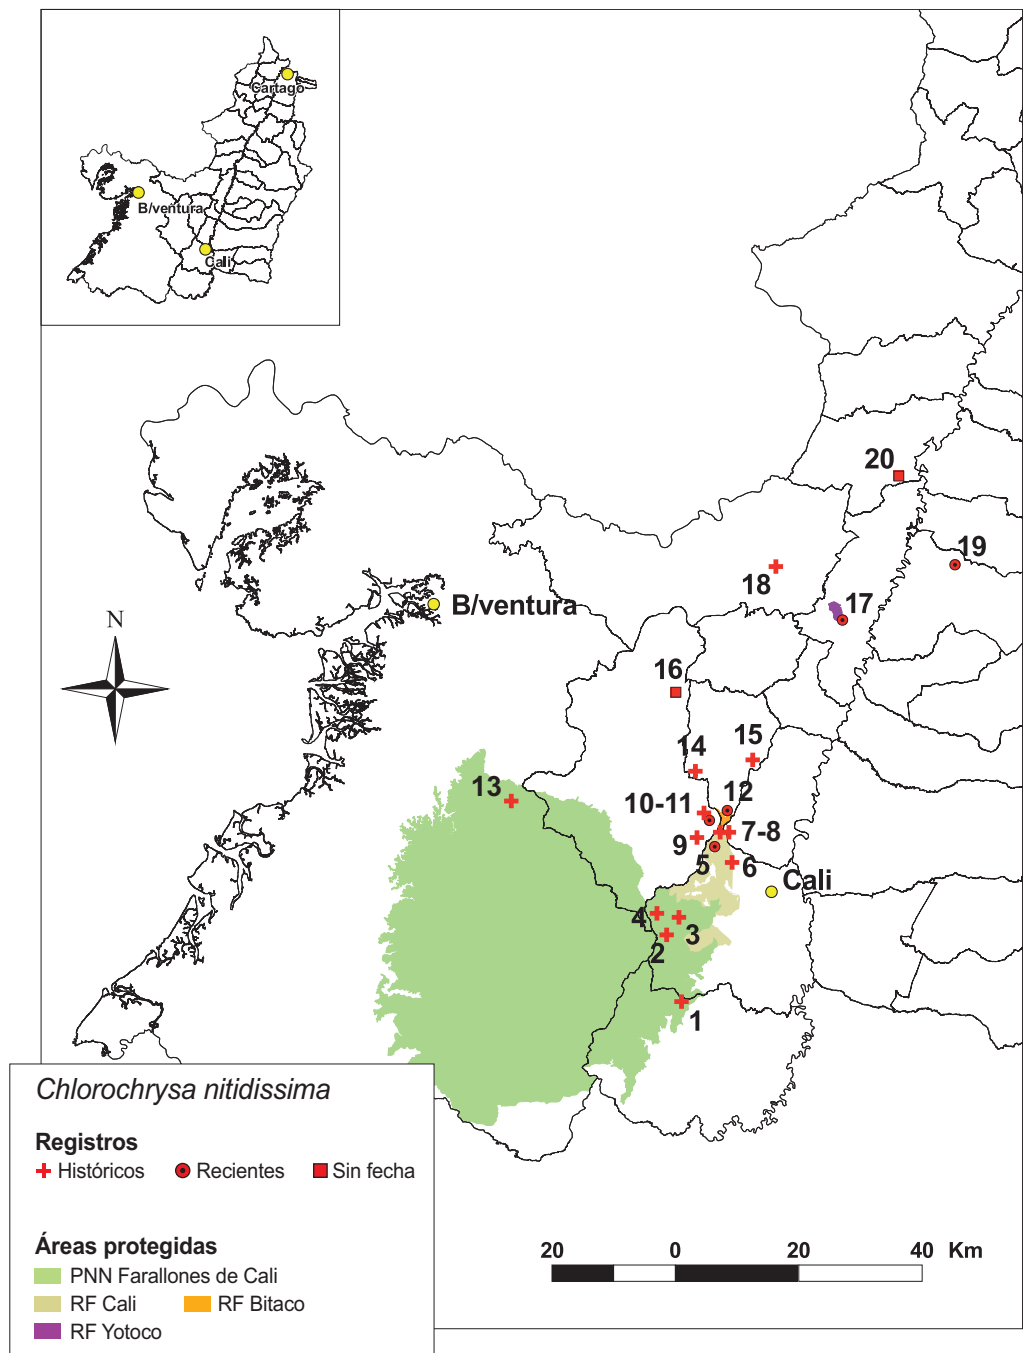 Cartago
B/ventura
Cali
20
19
18
17
B/ventura
N
16
15
14
13
12
10-11
7-8
9
5
6
Cali
4
3
2
1
Chlorochrysa nitidissima
Registros
Históricos Recientes Sin fecha
Áreas protegidas
PNN Farallones de Cali
RF Cali RF Bitaco
RF Yotoco
20 0 20 40 Km